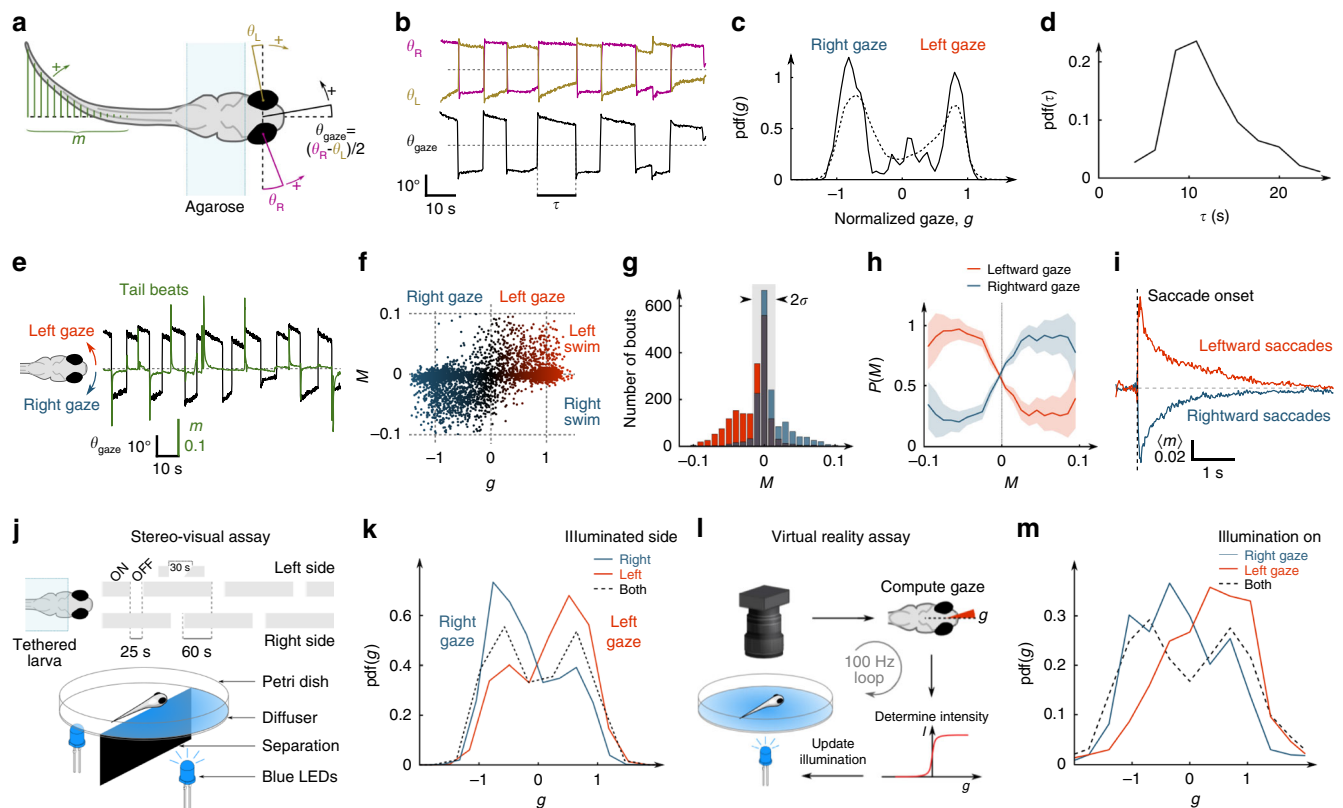 a
θL
+
+
+
m
θgaze=
(θR-θL)/2
Agarose
+
θR
b
θR
θL
θgaze
10°
10 s
τ
c
Right gaze
Left gaze
pdf(g)
1
0.5
0
−1
0
1
Normalized gaze, g
d
pdf(τ)
0.2
0.1
0
0
10
20
τ (s)
e
Tail beats
Left gaze
Right gaze
θgaze
10°
m
0.1
10 s
f
Right gaze
Left gaze
0.1
Left
swim
M
0
Right
swim
−0.1
−1
0
1
g
g
Number of bouts
600
400
200
0
2σ
−0.1
0
0.1
M
h
Leftward gaze
Rightward gaze
P(M)
1
0.5
0
−0.1
0
0.1
M
i
Saccade onset
Leftward saccades
Rightward saccades
⟨m⟩
0.02
1 s
j
Stereo-visual assay
ON
OFF
30 s
Left side
Right side
Tethered
larva
25 s
60 s
Petri dish
Diffuser
Separation
Blue LEDs
k
Illuminated side
Right
Left
Both
Right
gaze
Left
gaze
pdf(g)
0.6
0.4
0.2
0
−1
0
1
g
l
Virtual reality assay
Compute gaze
g
100 Hz
loop
Determine intensity
I
Update
illumination
g
m
Illumination on
Right gaze
Left gaze
Both
pdf(g)
0.4
0.3
0.2
0.1
0
−1
0
1
g